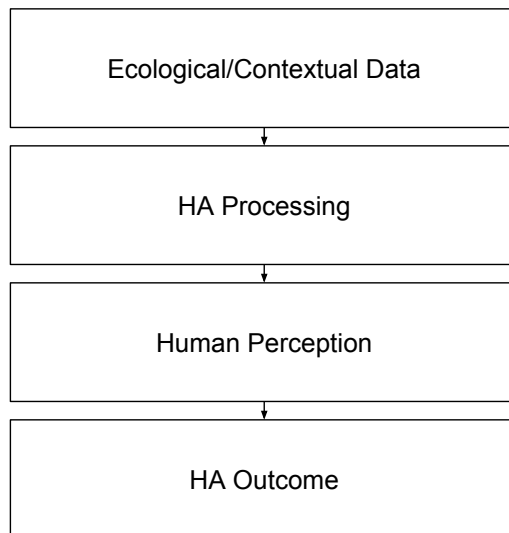 Ecological/Contextual Data
HA Processing
Human Perception
HA Outcome